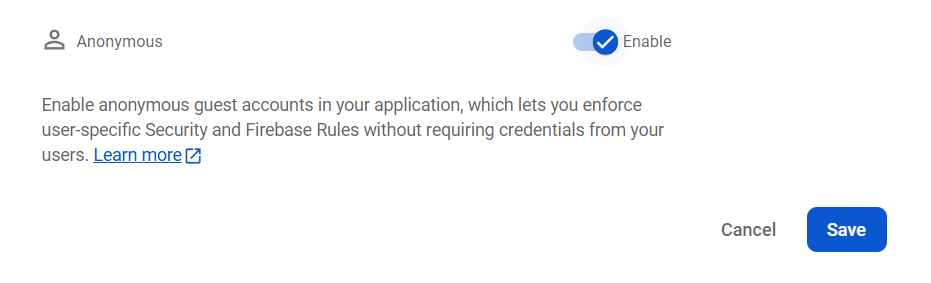 Anonymous
Enable
Enable anonymous guest accounts in your application, which lets you enforce
user-specific Security and Firebase Rules without requiring credentials from your
users. Learn more
Cancel
Save